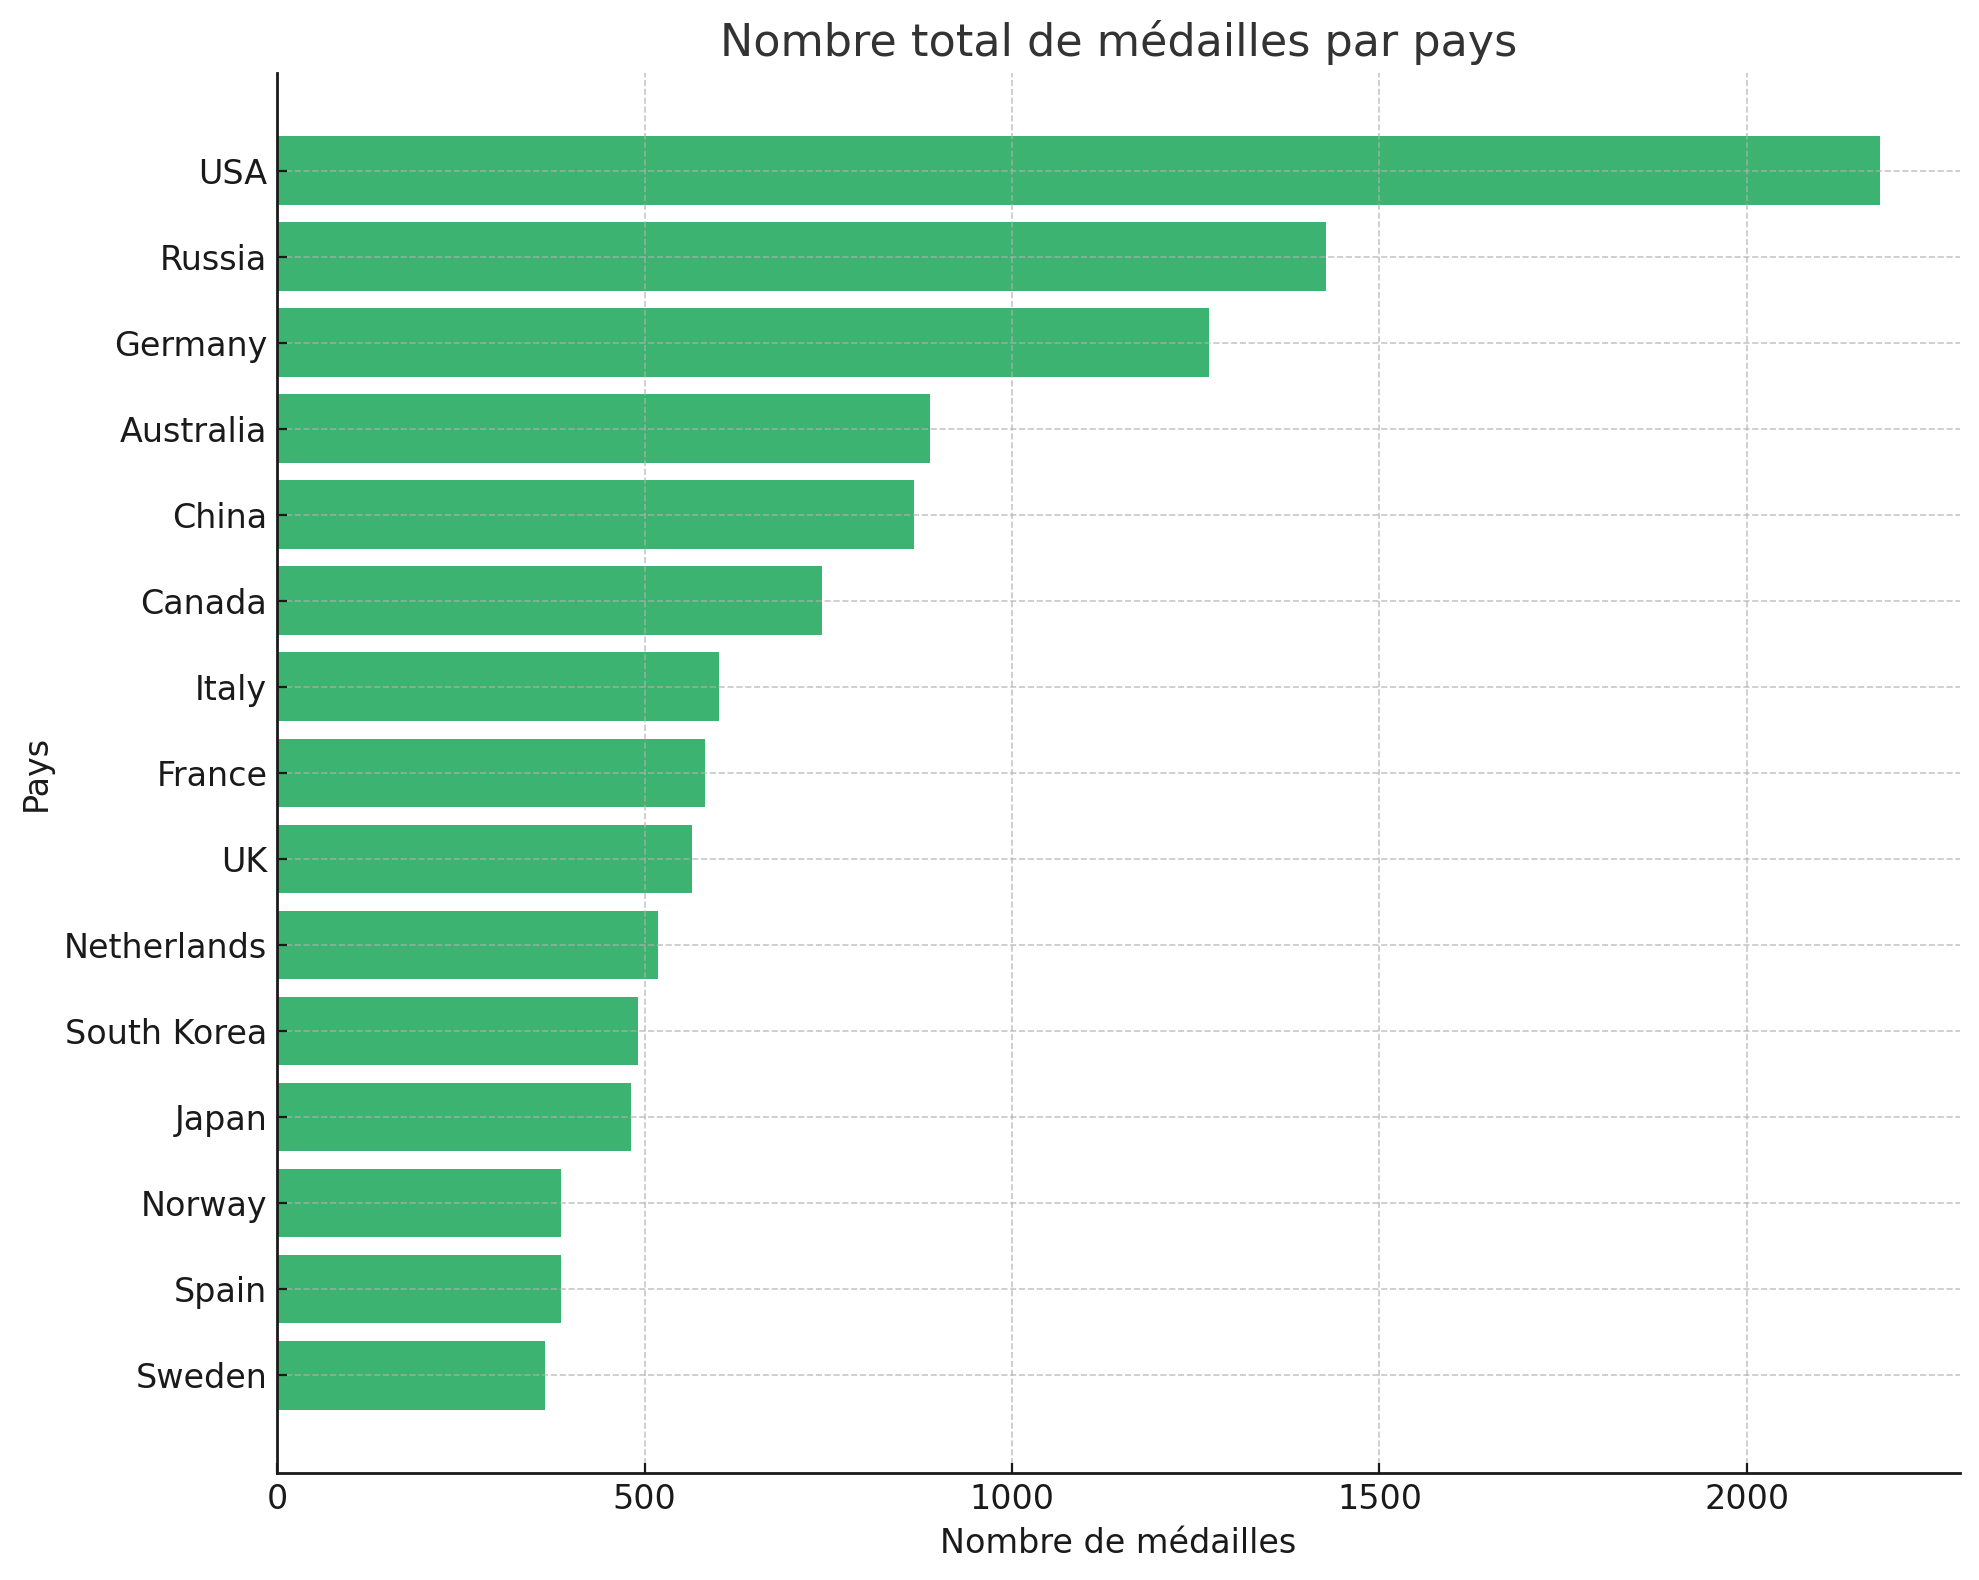 Nombre total de médailles par pays
USA
Russia
Germany
Australia
China
Canada
Italy
France
UK
Netherlands
South Korea
Japan
Norway
Spain
Sweden
Pays
0 500 1000 1500 2000
Nombre de médailles